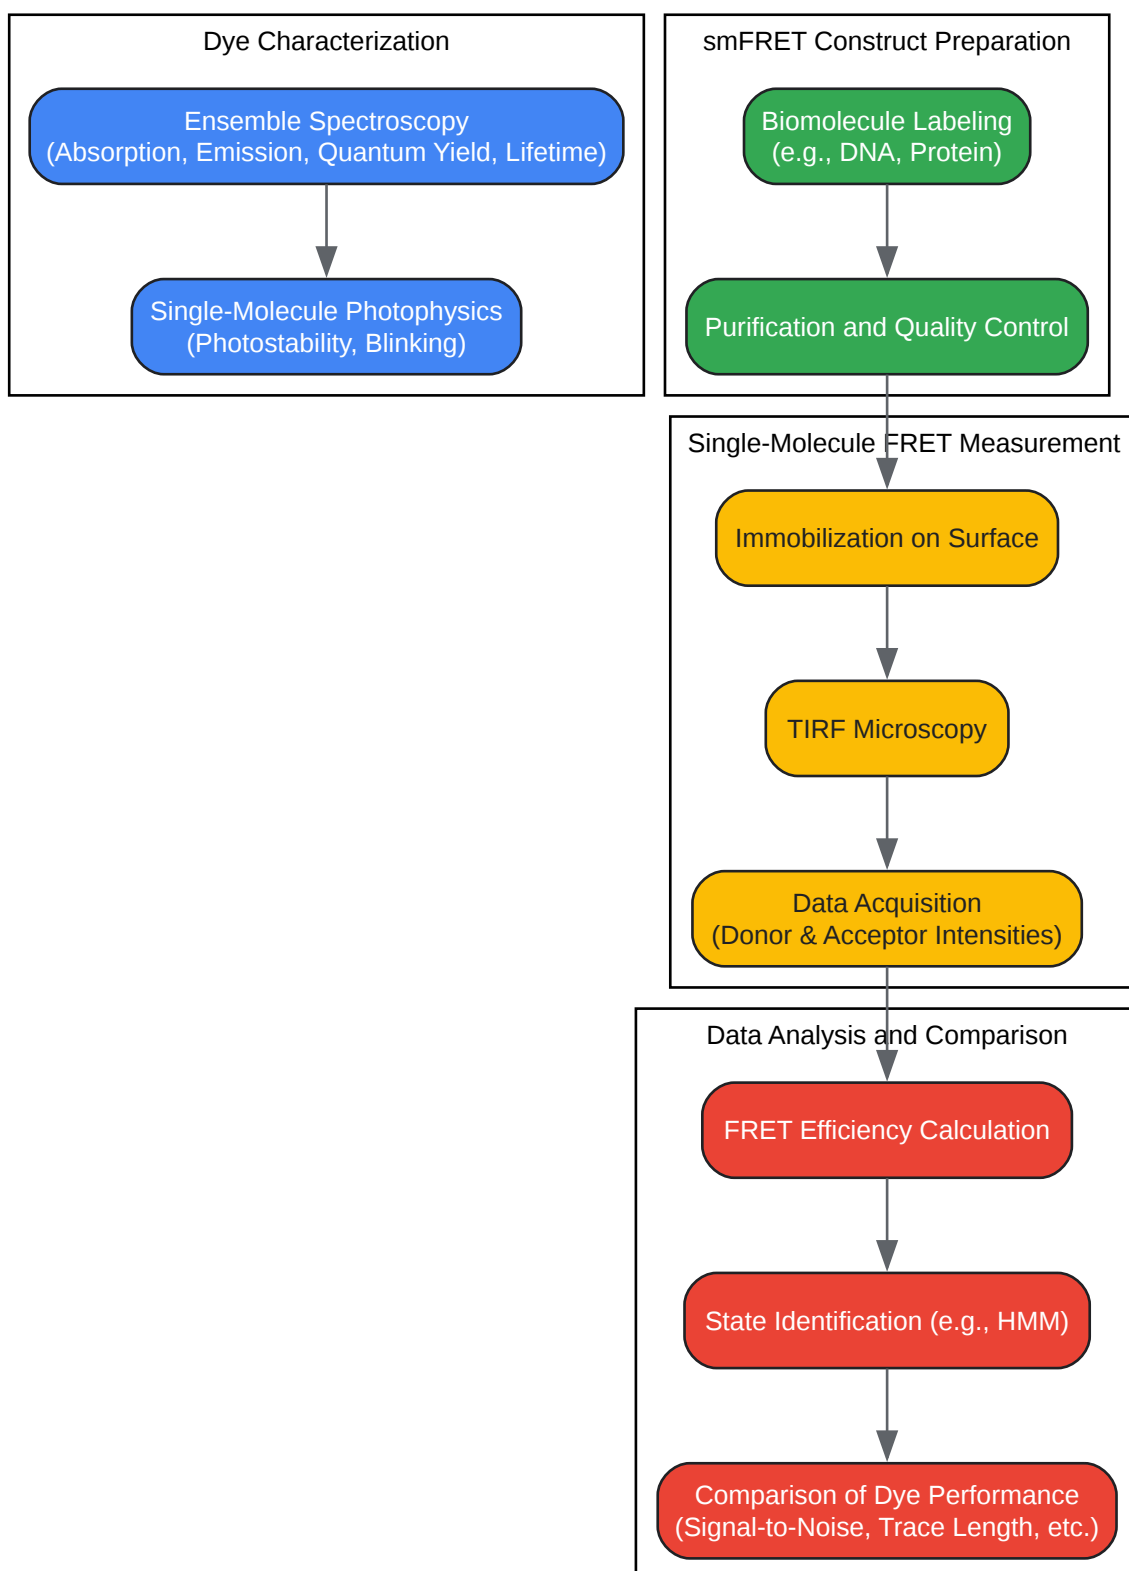 Dye Characterization
Ensemble Spectroscopy
(Absorption, Emission, Quantum Yield, Lifetime)
Single-Molecule Photophysics
(Photostability, Blinking)
smFRET Construct Preparation
Biomolecule Labeling
(e.g., DNA, Protein)
Purification and Quality Control
Single-Molecule FRET Measurement
Immobilization on Surface
TIRF Microscopy
Data Acquisition
(Donor & Acceptor Intensities)
Data Analysis and Comparison
FRET Efficiency Calculation
State Identification (e.g., HMM)
Comparison of Dye Performance
(Signal-to-Noise, Trace Length, etc.)